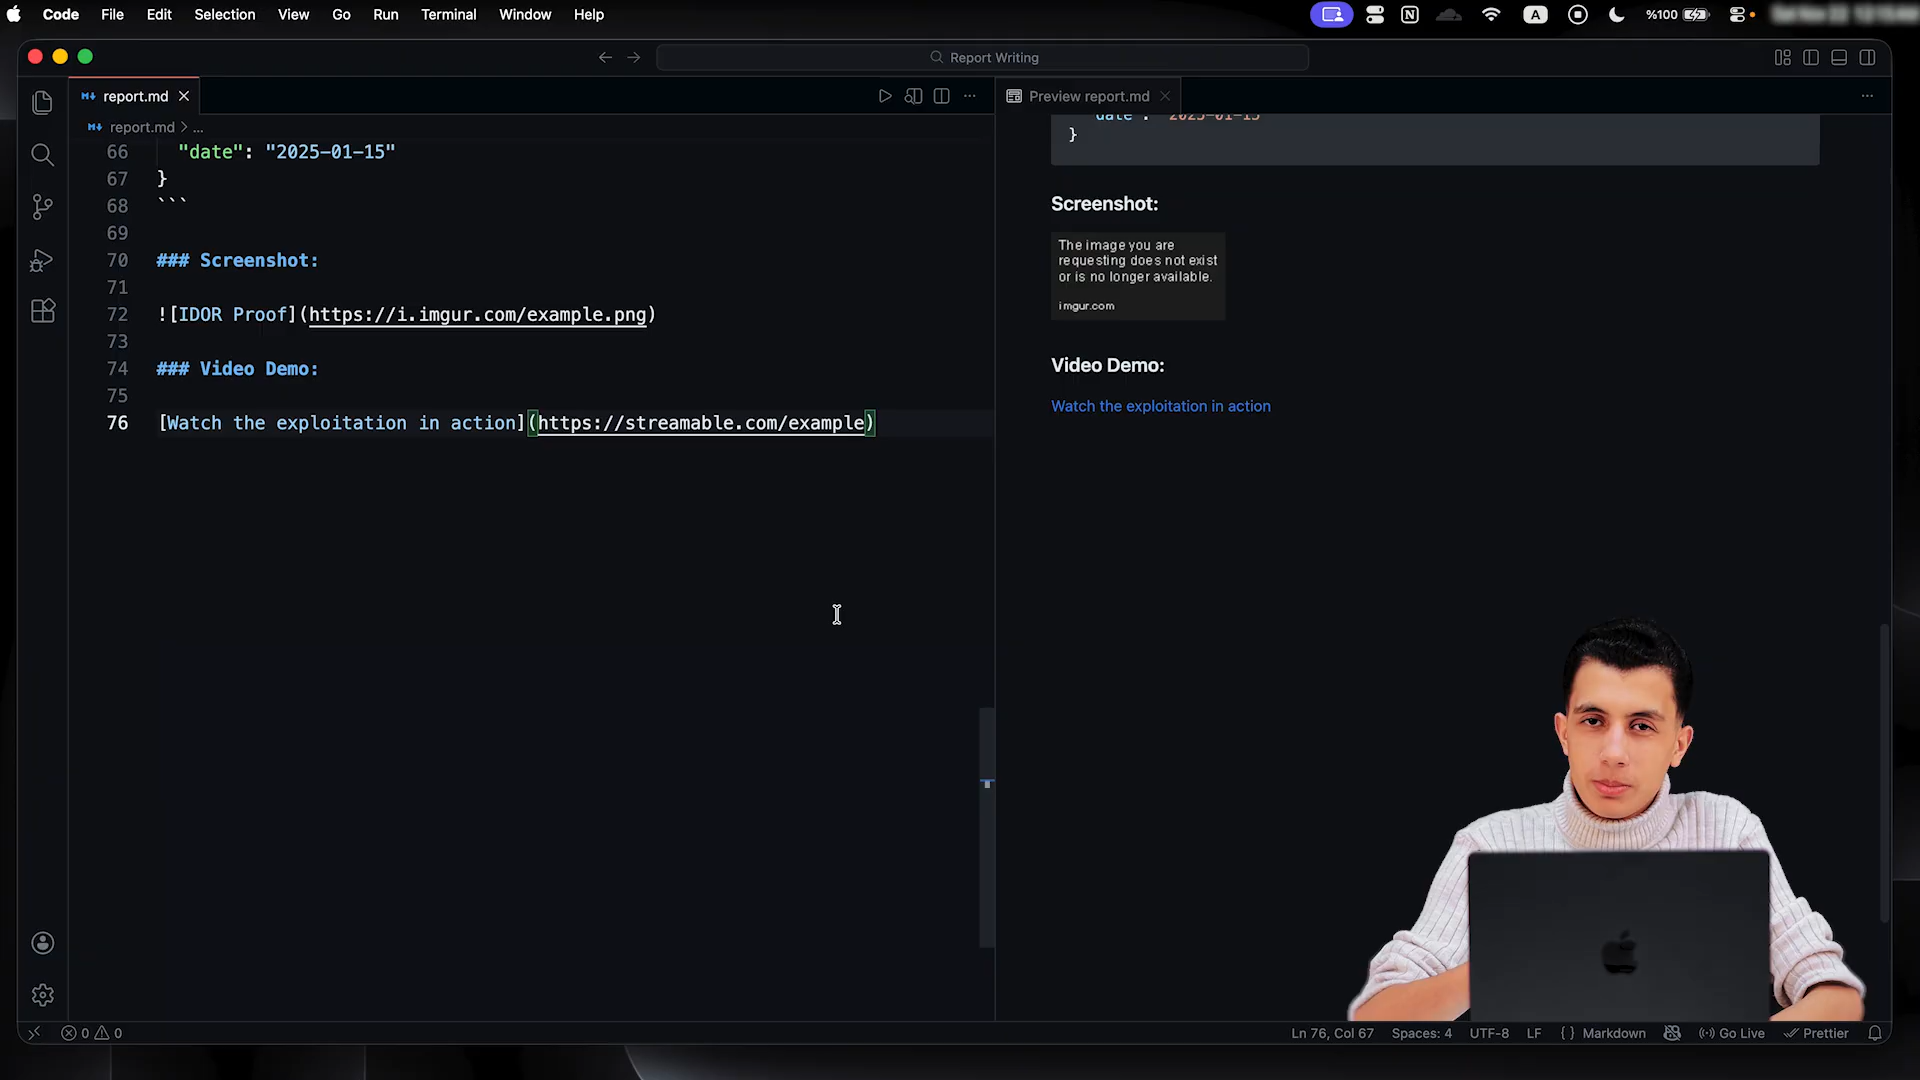 Code File Edit Selection View Go Run Terminal Window Help
A %100
Report Writing
report.md
Preview report.md
report.md > ...
66 "date": "2025-01-15"
67 }
68 ```
69
70 ### Screenshot:
71
72 ![IDOR Proof](https://i.imgur.com/example.png)
73
74 ### Video Demo:
75
76 [Watch the exploitation in action](https://streamable.com/example)
"date": "2025-01-15"
}
Screenshot:
The image you are
requesting does not exist
or is no longer available.
imgur.com
Video Demo:
Watch the exploitation in action
0 0
Ln 76, Col 67 Spaces: 4 UTF-8 LF { } Markdown Go Live Prettier